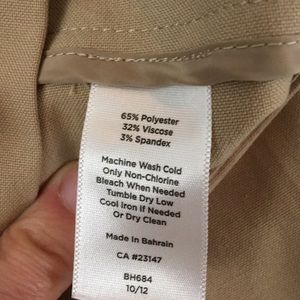 65% Polyester
32% Viscose
3% Spandex
Machine Wash Cold
Only Non-Chlorine
Bleach When Needed
Tumble Dry Low
Cool Iron if Needed
Or Dry Clean
Made In Bahrain
CA #23147
BH684
10/12